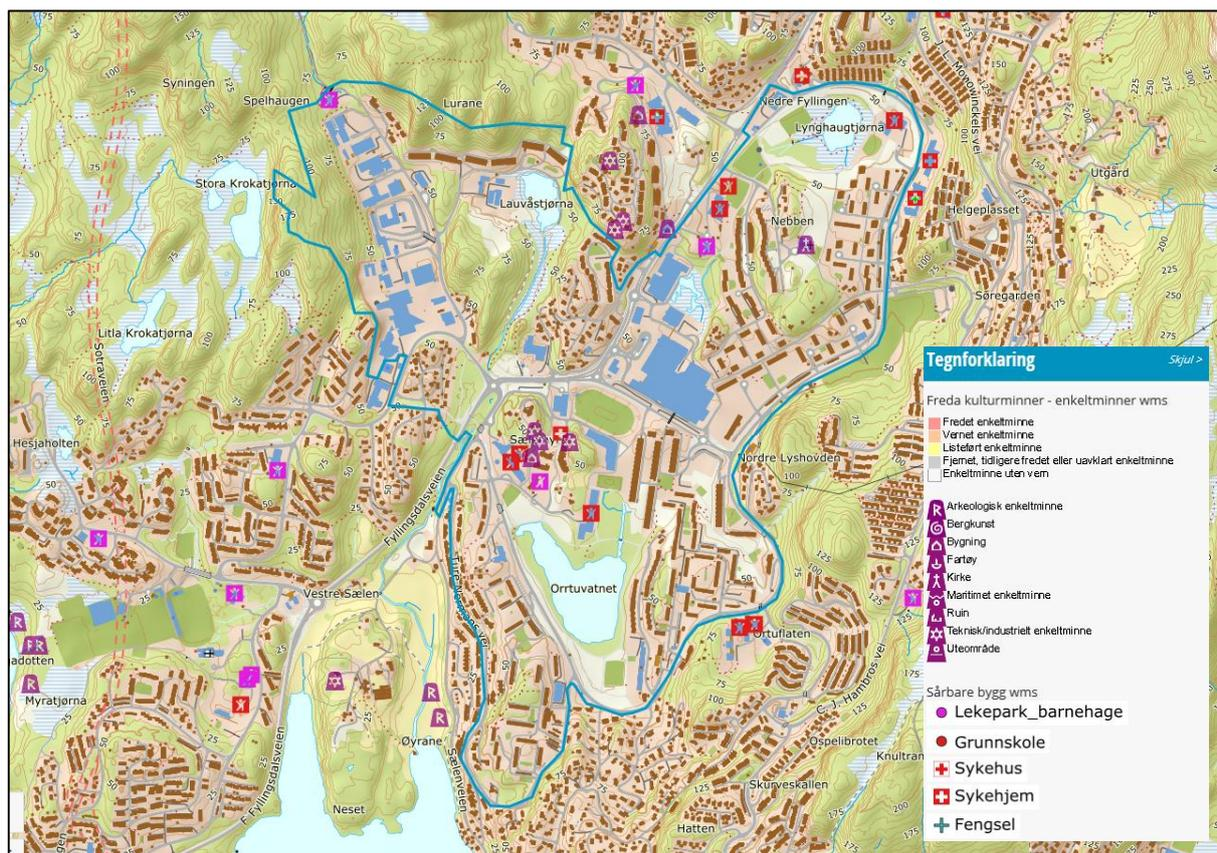 Syningen
Spelhaugen
Lurane
Nedre Fyllingen
Lynghaugtjørna
J. L. Mowinckels vei
Stora Krokatjørna
Lauvåstjørna
Utgård
Nebben
Helgeplasset
Søregarden
Litla Krokatjørna
Sotraveien
Hesjaholten
Fyllingsdalsveien
Nordre Lyshovden
Vestre Sælen
Orrtuvatnet
Ortuflaten
adotten
Myratjørna
C. J. Hambros vei
Ospelibrotet
Knultran
Øyrane
Sælenveien
Skurveskallen
Neset
F Fyllingsdalsveien
Hatten
Tegnforklaring Skjul >
Freda kulturminner - enkeltminner wms
Fredet enkeltminne
Vernet enkeltminne
Listeført enkeltminne
Fjernet, tidligere fredet eller uavklart enkeltminne
Enkeltminne uten vern
Arkeologisk enkeltminne
Bergkunst
Bygning
Fartøy
Kirke
Maritimet enkeltminne
Ruin
Teknisk/industrielt enkeltminne
Uteområde
Sårbare bygg wms
Lekepark_barnehage
Grunnskole
Sykehus
Sykehjem
Fengsel